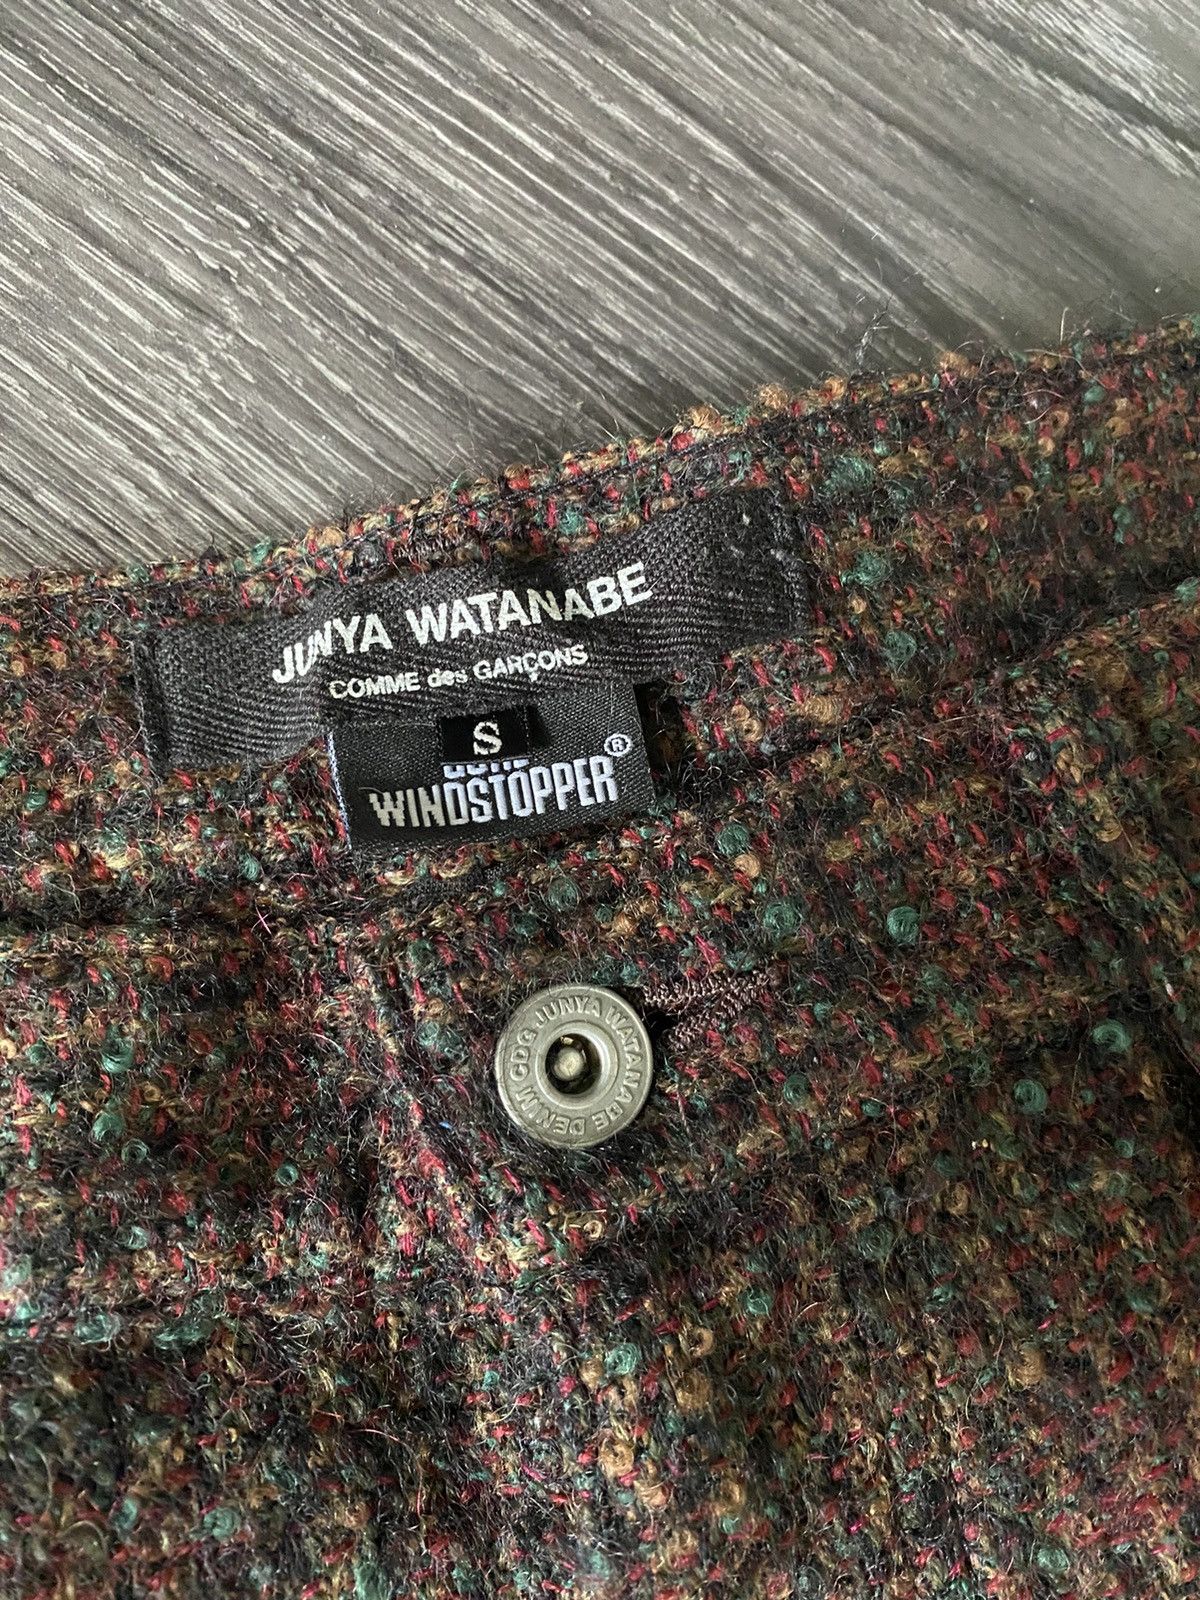 JUNYA WATANABE
COMME des GARÇONS
S
WINDSTOPPER®
CDG JUNYA WATANABE DENIM